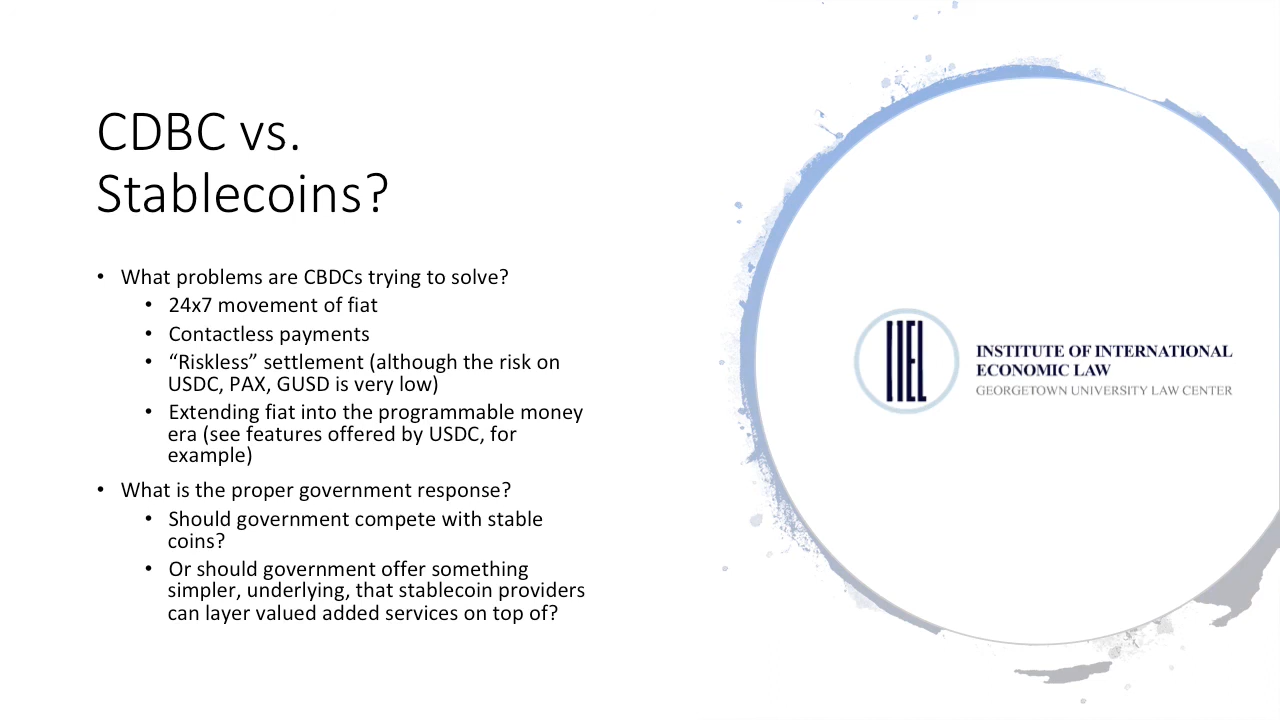 CDBC vs.
Stablecoins?
• What problems are CBDCs trying to solve?
• 24x7 movement of fiat
• Contactless payments
• “Riskless” settlement (although the risk on
USDC, PAX, GUSD is very low)
• Extending fiat into the programmable money
era (see features offered by USDC, for
example)
• What is the proper government response?
• Should government compete with stable
coins?
• Or should government offer something
simpler, underlying, that stablecoin providers
can layer valued added services on top of?
IIEL
INSTITUTE OF INTERNATIONAL
ECONOMIC LAW
GEORGETOWN UNIVERSITY LAW CENTER